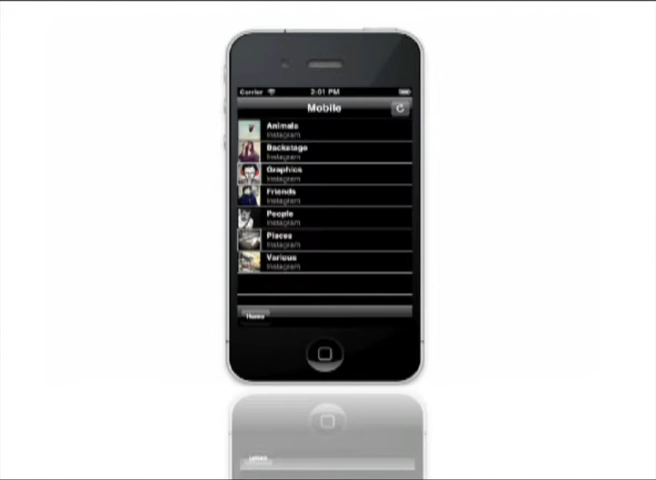 Carrier 2:01 PM
Mobile
Animals
Instagram
Backstage
Instagram
Graphics
Instagram
Friends
Instagram
People
Instagram
Places
Instagram
Various
Instagram
Home